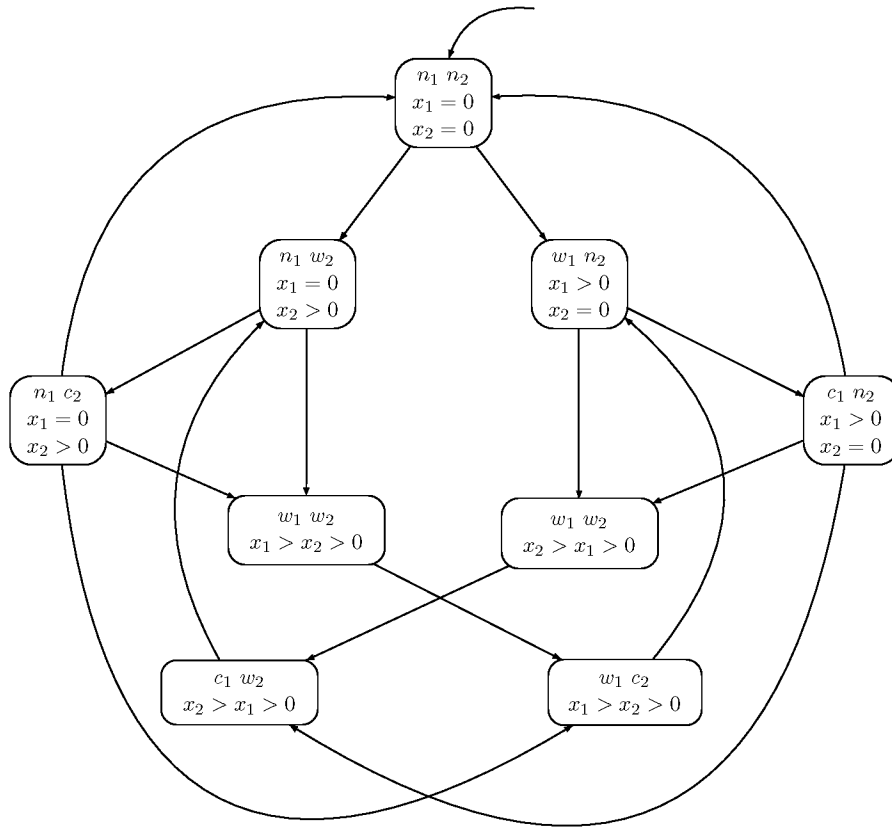 n₁ n₂
x₁ = 0
x₂ = 0
n₁ w₂
x₁ = 0
x₂ > 0
w₁ n₂
x₁ > 0
x₂ = 0
n₁ c₂
x₁ = 0
x₂ > 0
c₁ n₂
x₁ > 0
x₂ = 0
w₁ w₂
x₁ > x₂ > 0
w₁ w₂
x₂ > x₁ > 0
c₁ w₂
x₂ > x₁ > 0
w₁ c₂
x₁ > x₂ > 0